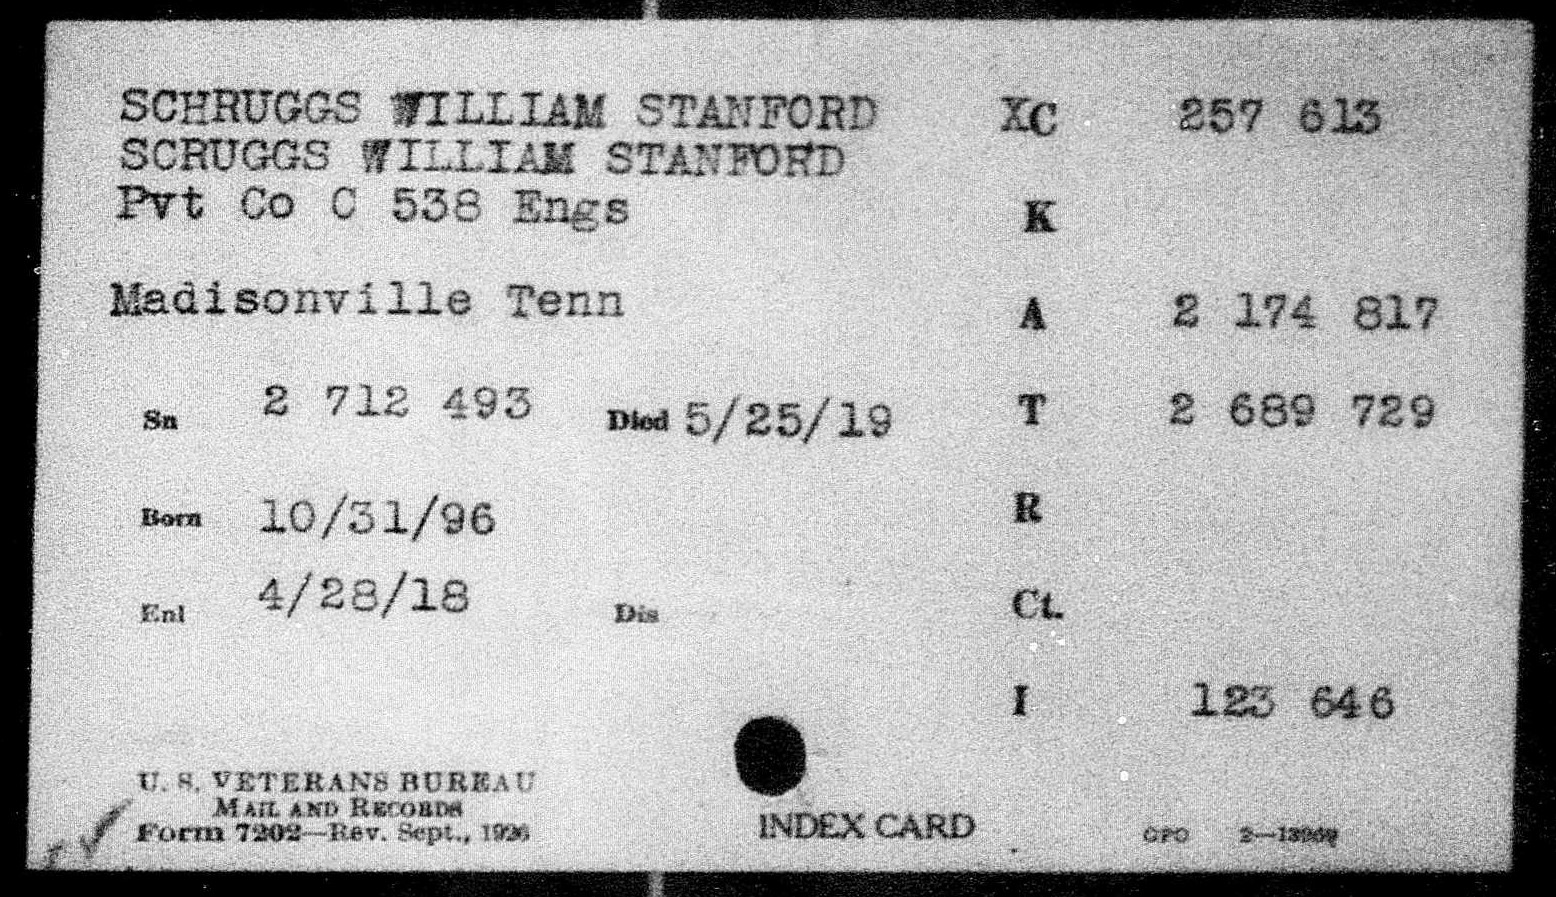 SCHRUGGS WILLIAM STANFORD XC 257 613
SCRUGGS WILLIAM STANFORD
Pvt Co C 538 Engs K
Madisonville Tenn A 2 174 817
Sn 2 712 493 Died 5/25/19 T 2 689 729
Born 10/31/96 R
Enl 4/28/18 Dis Ct.
I 123 646
U. S. VETERANS BUREAU
MAIL AND RECORDS
Form 7202—Rev. Sept., 1926
INDEX CARD
GPO